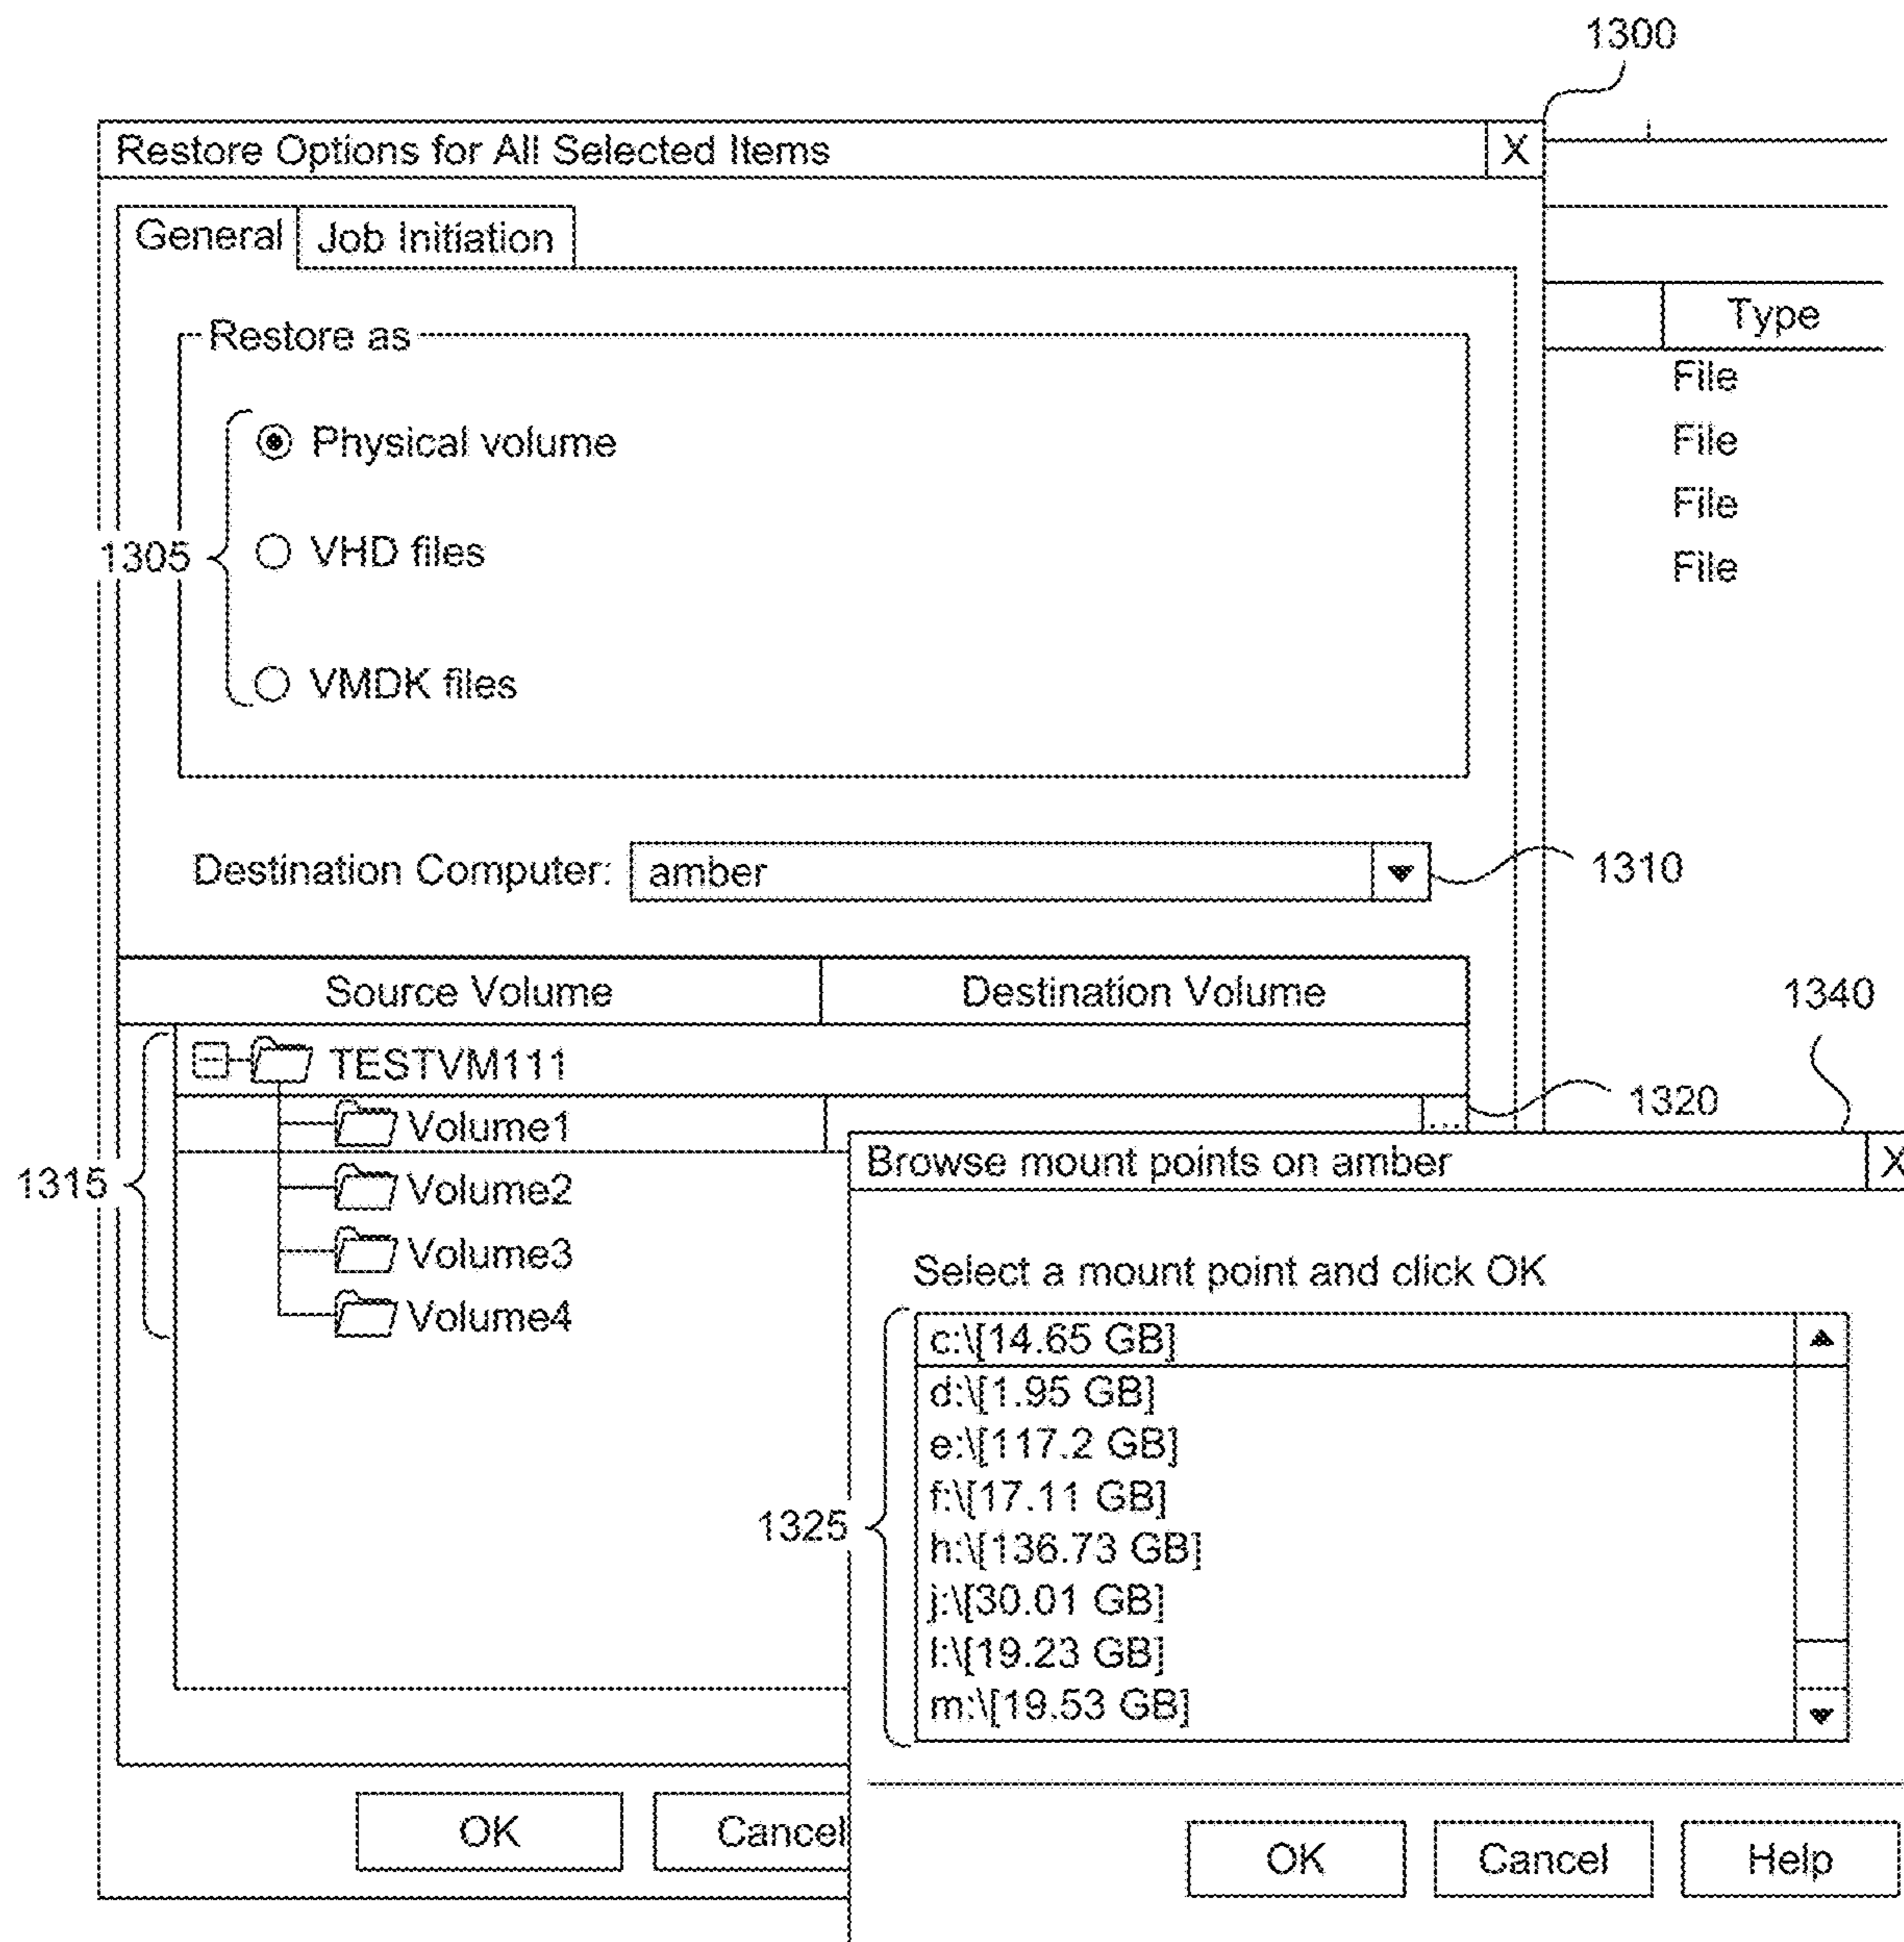 1300
Restore Options for All Selected Items X
General Job Initiation
Type
Restore as
File
Physical volume
File
File
1305
VHD files
File
VMDK files
Destination Computer: amber
1310
Source Volume Destination Volume
1340
TESTVM111
1320
Volume1 ...
1315
Volume2
Volume3
Volume4
Browse mount points on amber X
Select a mount point and click OK
c:\[14.65 GB]
d:\[1.95 GB]
e:\[117.2 GB]
f:\[17.11 GB]
1325
h:\[136.73 GB]
j:\[30.01 GB]
l:\[19.23 GB]
m:\[19.53 GB]
OK Cancel
OK Cancel Help